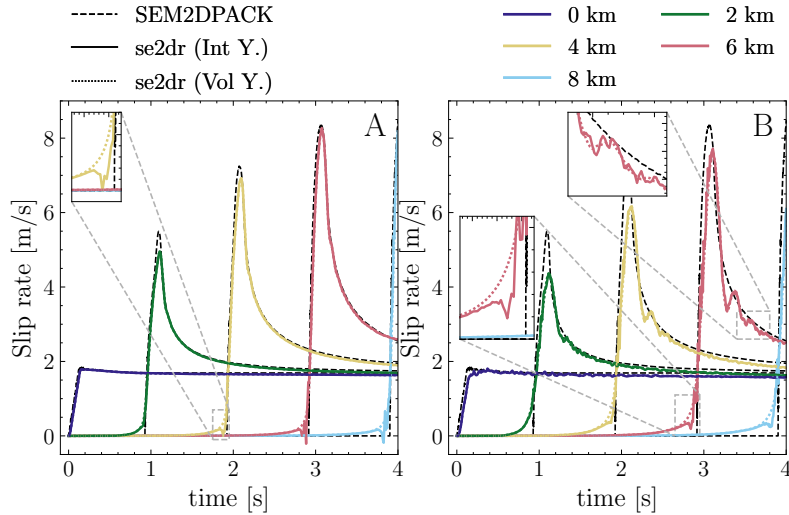 SEM2DPACK
se2dr (Int Y.)
se2dr (Vol Y.)
0 km
2 km
4 km
6 km
8 km
A
B
8
6
4
2
0
Slip rate [m/s]
8
6
4
2
0
Slip rate [m/s]
0 1 2 3 4
0 1 2 3 4
time [s]
time [s]